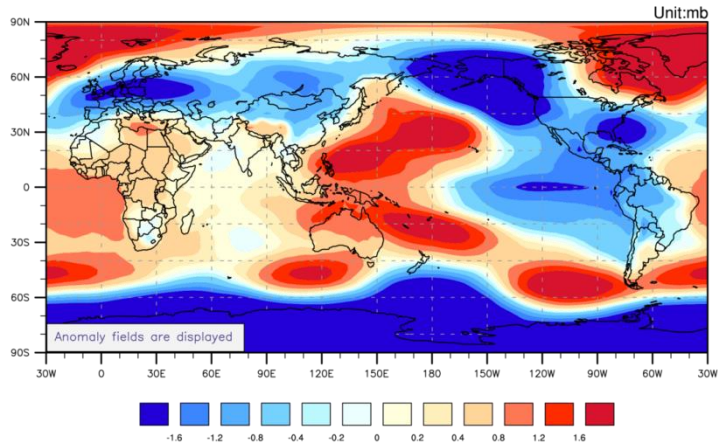 Unit:mb
90N
60N
30N
0
30S
60S
90S
Anomaly fields are displayed
30W 0 30E 60E 90E 120E 150E 180 150W 120W 90W 60W 30W
-1.6 -1.2 -0.8 -0.4 -0.2 0 0.2 0.4 0.8 1.2 1.6